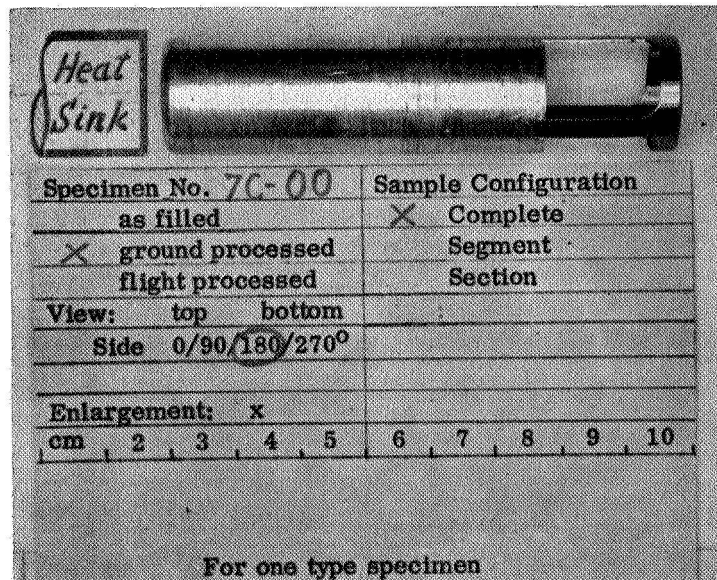 Heat
Sink
Specimen No. 7C-00 Sample Configuration
as filled X Complete
X ground processed Segment
flight processed Section
View: top bottom
Side 0/90/180/270°
Enlargement: x
cm 2 3 4 5 6 7 8 9 10
For one type specimen